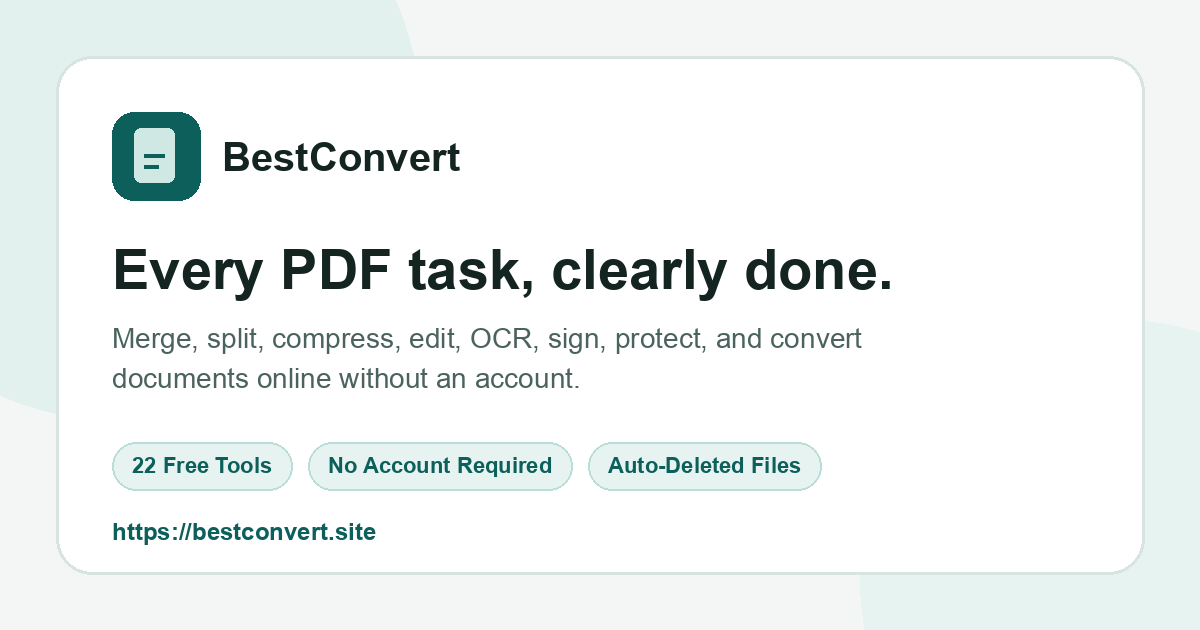 BestConvert
Every PDF task, clearly done.
Merge, split, compress, edit, OCR, sign, protect, and convert
documents online without an account.
22 Free Tools No Account Required Auto-Deleted Files
https://bestconvert.site